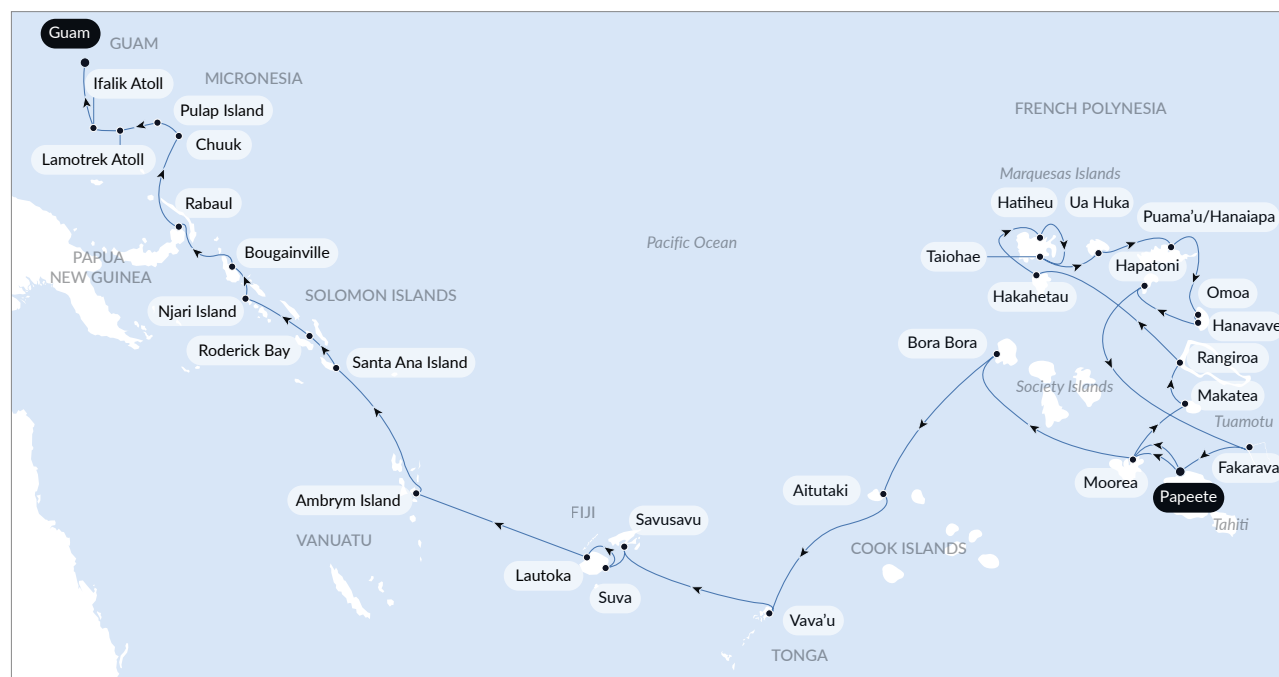 Guam
GUAM
Ifalik Atoll
MICRONESIA
Pulap Island
Chuuk
Lamotrek Atoll
Rabaul
Bougainville
PAPUA
NEW GUINEA
SOLOMON ISLANDS
Njari Island
Roderick Bay
Santa Ana Island
Ambrym Island
VANUATU
FIJI
Savusavu
Lautoka
Suva
Vava'u
TONGA
Pacific Ocean
Aitutaki
COOK ISLANDS
Bora Bora
Society Islands
FRENCH POLYNESIA
Marquesas Islands
Hatiheu
Ua Huka
Puama'u/Hanaiapa
Taiohae
Hapatoni
Hakahetau
Omoa
Hanavave
Rangiroa
Makatea
Tuamotu
Fakarava
Moorea
Papeete
Tahiti